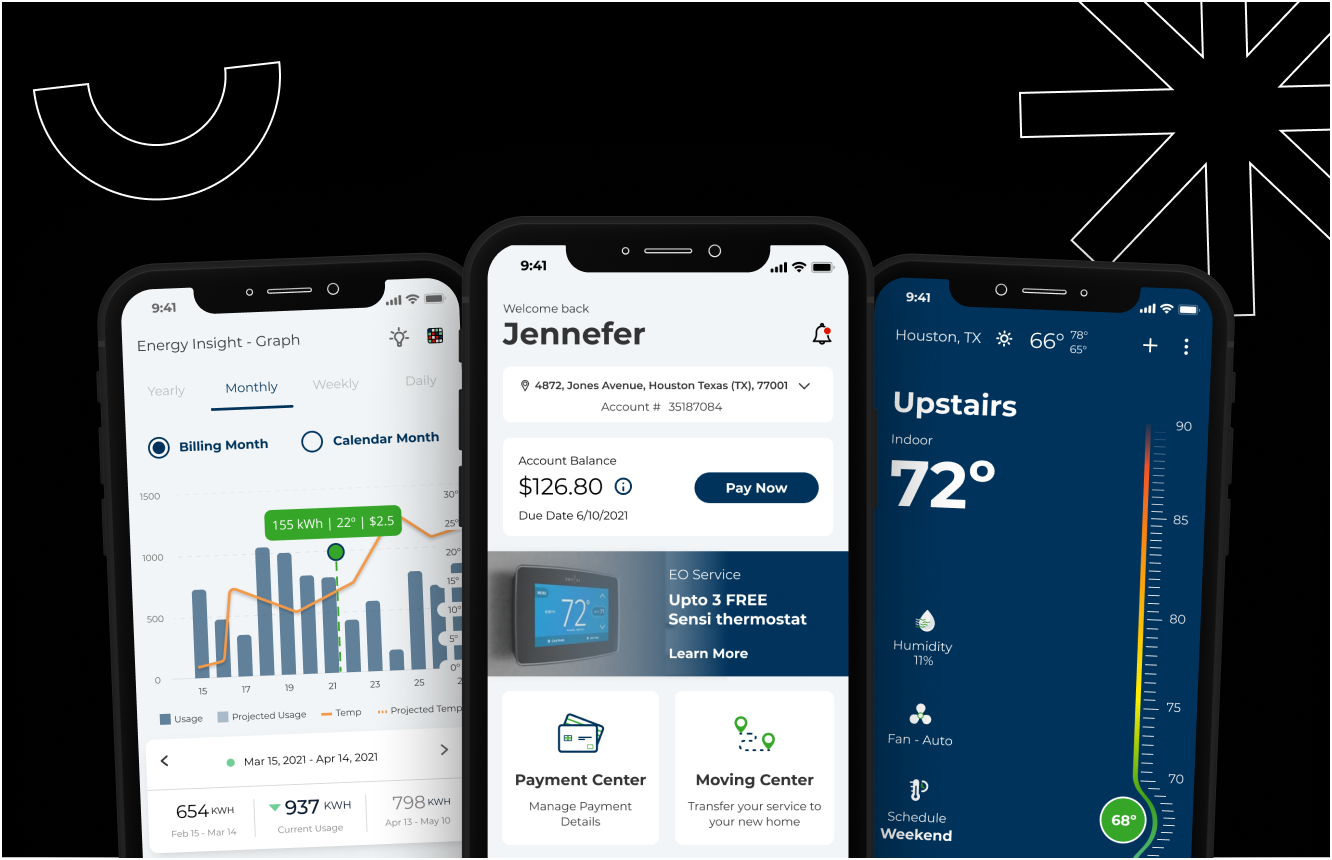 9:41
Energy Insight - Graph
Yearly
Monthly
Weekly
Daily
Billing Month
Calendar Month
1500
1000
500
0
30°
25°
20°
15°
10°
5°
0°
155 kWh | 22° | $2.5
15
17
19
21
23
25
Usage
Projected Usage
Temp
Projected Temp
Mar 15, 2021 - Apr 14, 2021
654 KWH
Feb 15 - Mar 14
937 KWH
Current Usage
798 KWH
Apr 13 - May 10
9:41
Welcome back
Jennefer
4872, Jones Avenue, Houston Texas (TX), 77001
Account # 35187084
Account Balance
$126.80
Due Date 6/10/2021
Pay Now
72°
EO Service
Upto 3 FREE
Sensi thermostat
Learn More
Payment Center
Manage Payment
Details
Moving Center
Transfer your service to
your new home
9:41
Houston, TX
66°
78°
65°
Upstairs
Indoor
72°
Humidity
11%
Fan - Auto
Schedule
Weekend
90
85
80
75
70
68°